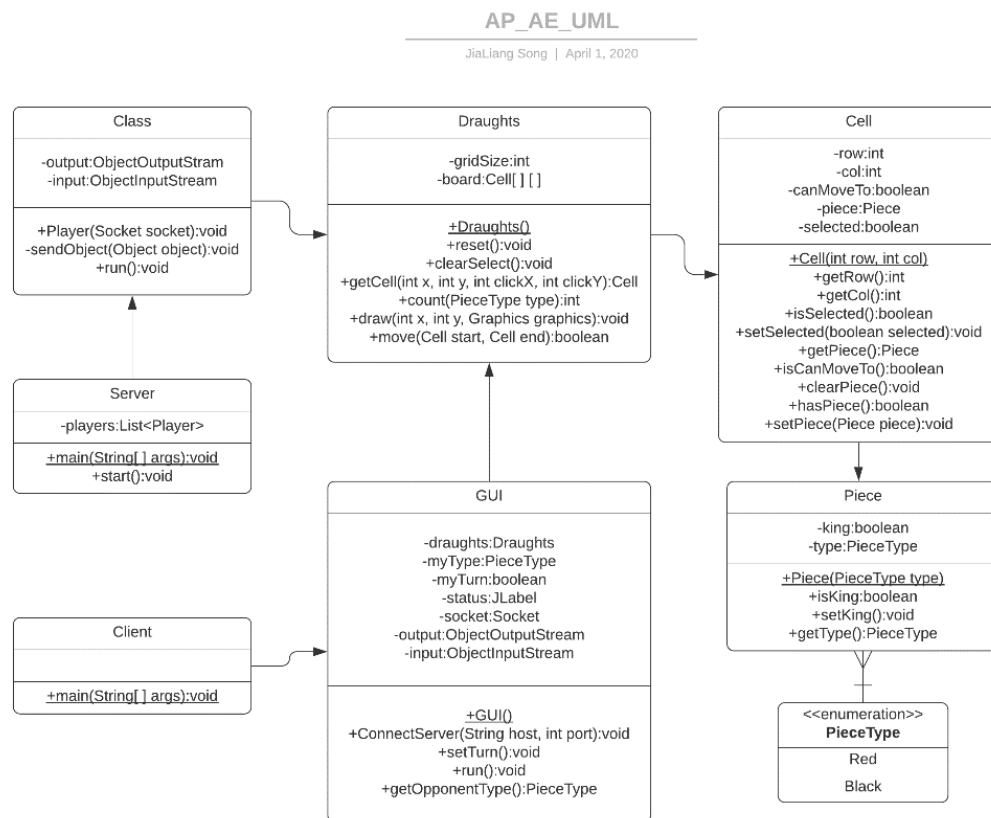 AP_AE_UML
JiaLiang Song | April 1, 2020
Class
-output:ObjectOutputStram
-input:ObjectInputStream
+Player(Socket socket):void
-sendObject(Object object):void
+run():void
Server
-players:List<Player>
+main(String[ ] args):void
+start():void
Client
+main(String[ ] args):void
Draughts
-gridSize:int
-board:Cell[ ] [ ]
+Draughts()
+reset():void
+clearSelect():void
+getCell(int x, int y, int clickX, int clickY):Cell
+count(PieceType type):int
+draw(int x, int y, Graphics graphics):void
+move(Cell start, Cell end):boolean
GUI
-draughts:Draughts
-myType:PieceType
-myTurn:boolean
-status:JLabel
-socket:Socket
-output:ObjectOutputStream
-input:ObjectInputStream
+GUI()
+ConnectServer(String host, int port):void
+setTurn():void
+run():void
+getOpponentType():PieceType
Cell
-row:int
-col:int
-canMoveTo:boolean
-piece:Piece
-selected:boolean
+Cell(int row, int col)
+getRow():int
+getCol():int
+isSelected():boolean
+setSelected(boolean selected):void
+getPiece():Piece
+isCanMoveTo():boolean
+clearPiece():void
+hasPiece():boolean
+setPiece(Piece piece):void
Piece
-king:boolean
-type:PieceType
+Piece(PieceType type)
+isKing:boolean
+setKing():void
+getType():PieceType
<<enumeration>>
PieceType
Red
Black